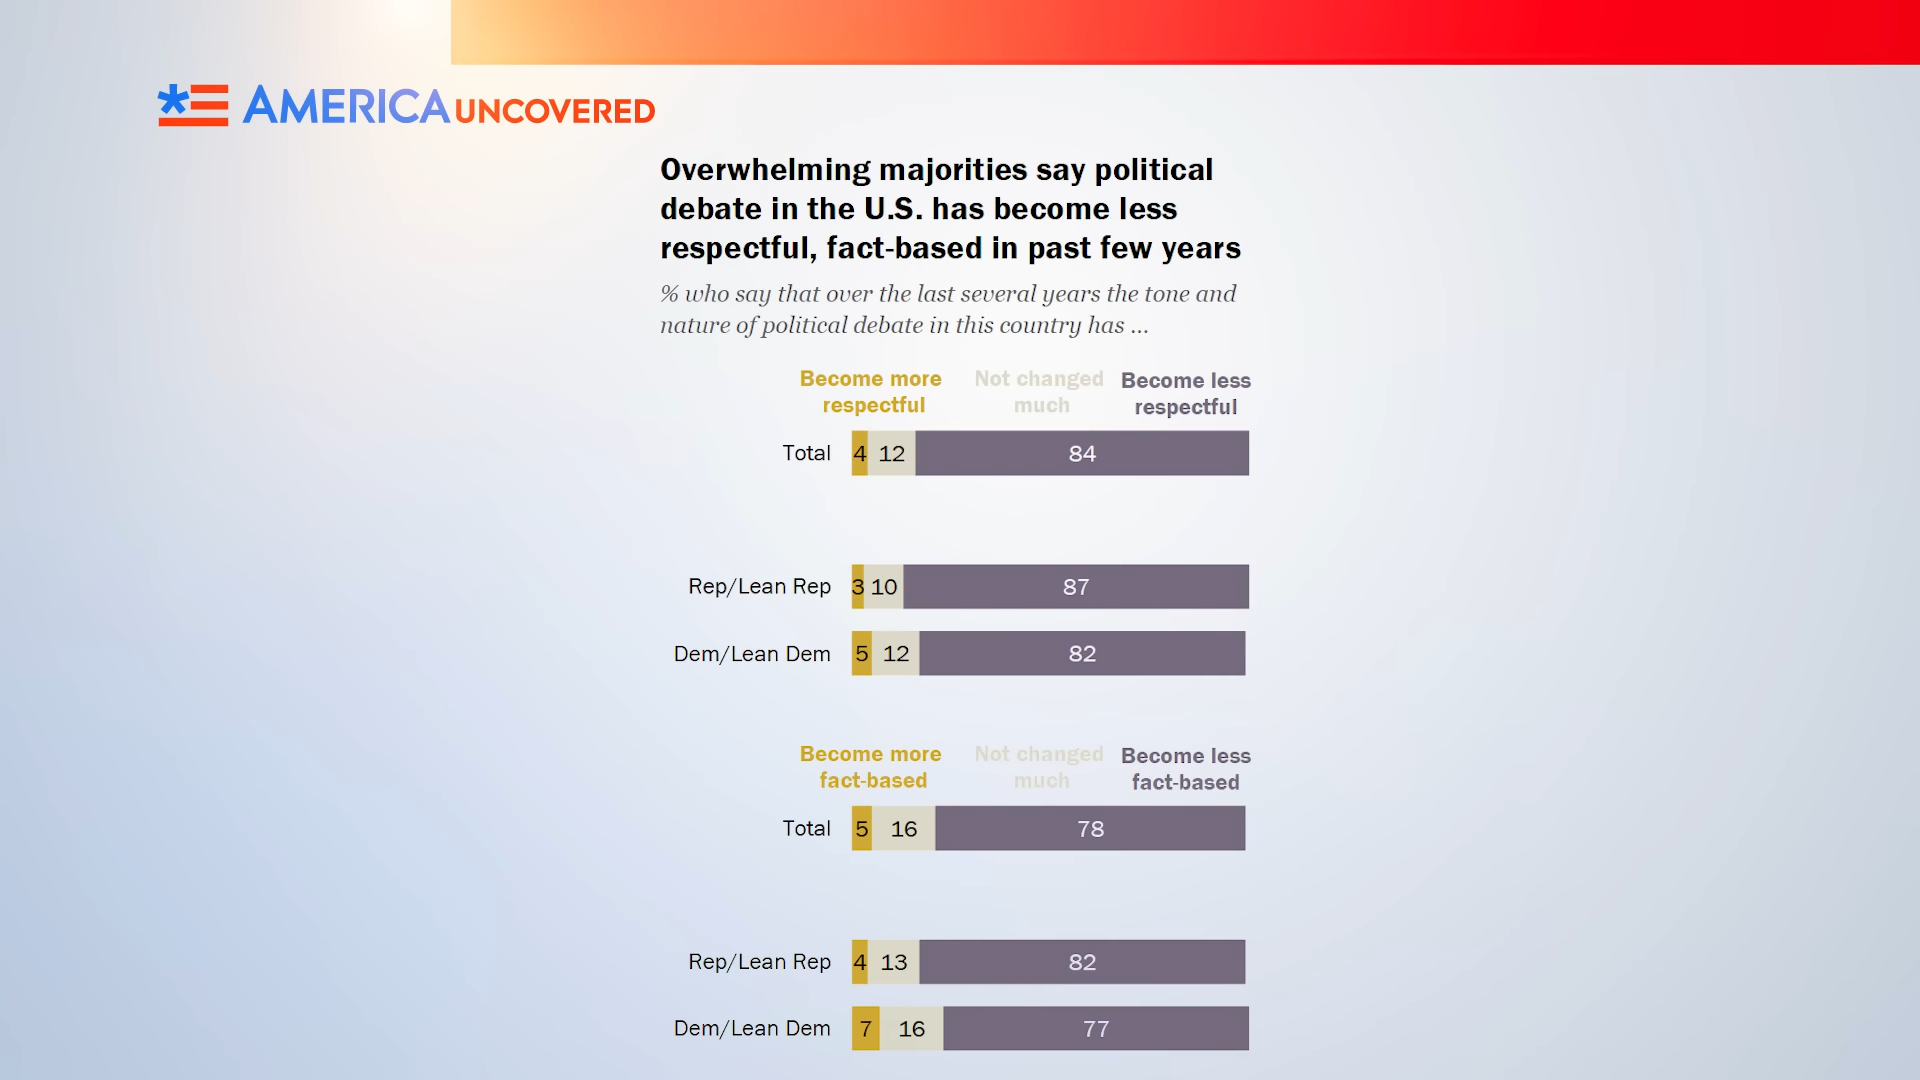 AMERICA UNCOVERED
Overwhelming majorities say political
debate in the U.S. has become less
respectful, fact-based in past few years
% who say that over the last several years the tone and
nature of political debate in this country has ...
Become more Not changed Become less
respectful much respectful
Total 4 12 84
Rep/Lean Rep 3 10 87
Dem/Lean Dem 5 12 82
Become more Not changed Become less
fact-based much fact-based
Total 5 16 78
Rep/Lean Rep 4 13 82
Dem/Lean Dem 7 16 77